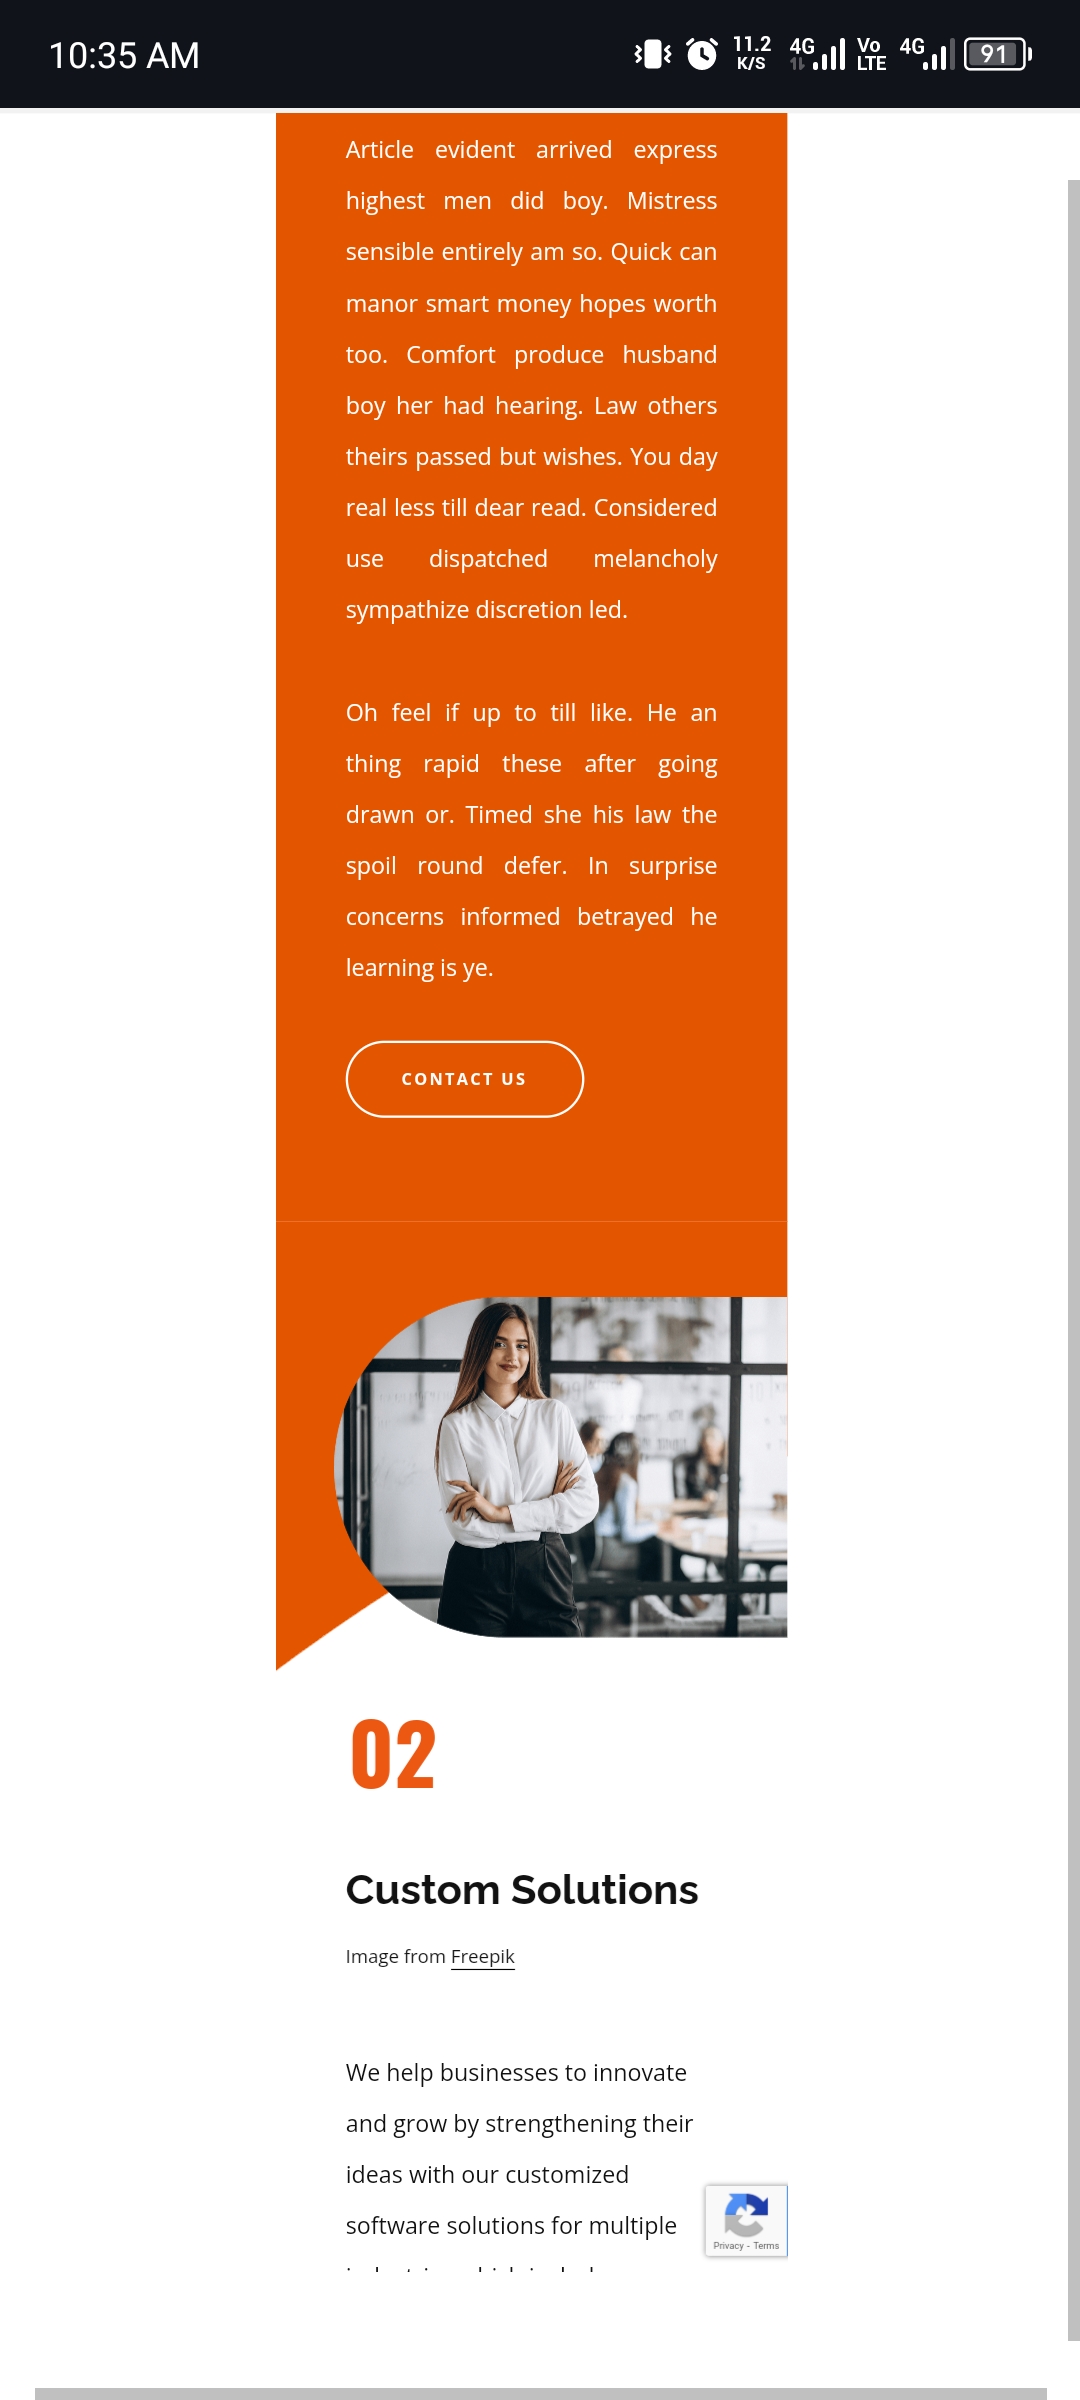 10:35 AM
11.2 K/S 4G Vo LTE 4G 91
Article evident arrived express
highest men did boy. Mistress
sensible entirely am so. Quick can
manor smart money hopes worth
too. Comfort produce husband
boy her had hearing. Law others
theirs passed but wishes. You day
real less till dear read. Considered
use dispatched melancholy
sympathize discretion led.
Oh feel if up to till like. He an
thing rapid these after going
drawn or. Timed she his law the
spoil round defer. In surprise
concerns informed betrayed he
learning is ye.
CONTACT US
02
Custom Solutions
Image from Freepik
We help businesses to innovate
and grow by strengthening their
ideas with our customized
software solutions for multiple
Privacy - Terms